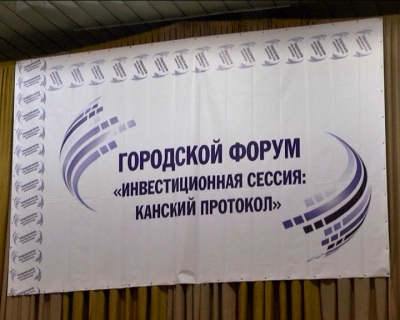 ГОРОДСКОЙ ФОРУМ
«ИНВЕСТИЦИОННАЯ СЕССИЯ:
КАНСКИЙ ПРОТОКОЛ»